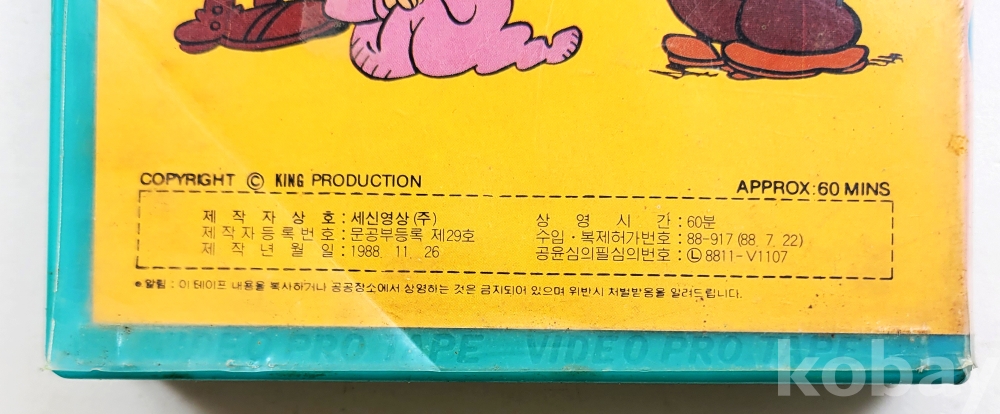 COPYRIGHT © KING PRODUCTION
APPROX:60 MINS
제 작 자 상 호 : 세신영상 (주)
상 영 시 간 : 60분
제작자등록번호 : 문공부등록 제29호
수입·복제허가번호 : 88-917 (88. 7. 22)
제 작 년 월 일 : 1988. 11. 26
공윤심의필심의번호 : Ⓛ 8811-V1107
※알림 : 이 테이프 내용을 복사하거나 공공장소에서 상영하는 것은 금지되어 있으며 위반시 처벌받음을 알려드립니다.
O PRO TAPE VIDEO PRO TAPE
kobay